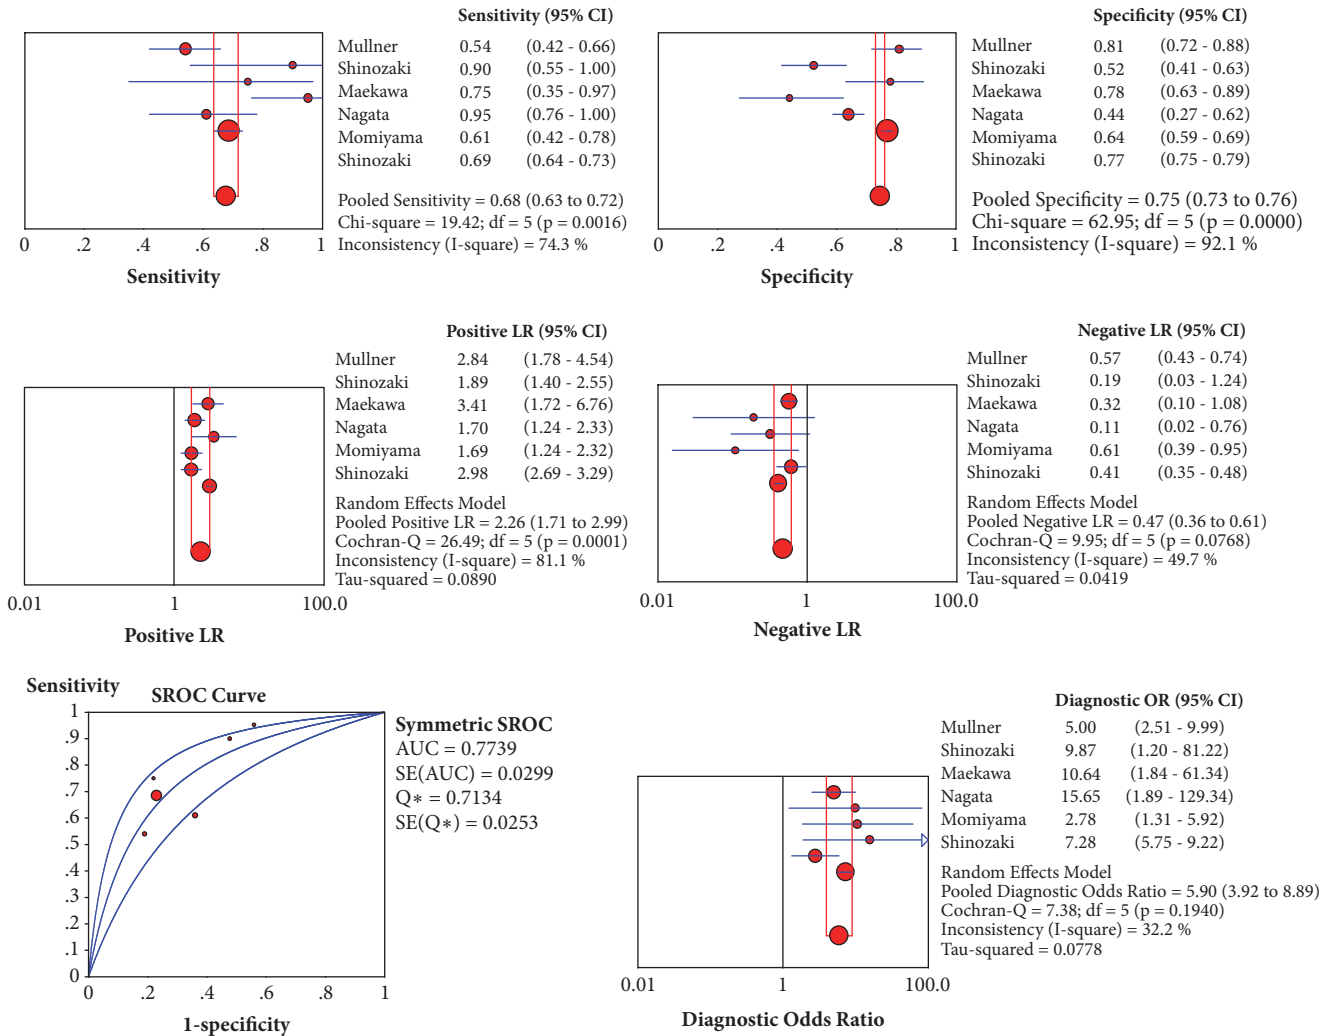 Sensitivity (95% CI)
Mullner 0.54 (0.42 - 0.66)
Shinozaki 0.90 (0.55 - 1.00)
Maekawa 0.75 (0.35 - 0.97)
Nagata 0.95 (0.76 - 1.00)
Momiyama 0.61 (0.42 - 0.78)
Shinozaki 0.69 (0.64 - 0.73)
Pooled Sensitivity = 0.68 (0.63 to 0.72)
Chi-square = 19.42; df = 5 (p = 0.0016)
Inconsistency (I-square) = 74.3 %
0 .2 .4 .6 .8 1
Sensitivity
Specificity (95% CI)
Mullner 0.81 (0.72 - 0.88)
Shinozaki 0.52 (0.41 - 0.63)
Maekawa 0.78 (0.63 - 0.89)
Nagata 0.44 (0.27 - 0.62)
Momiyama 0.64 (0.59 - 0.69)
Shinozaki 0.77 (0.75 - 0.79)
Pooled Specificity = 0.75 (0.73 to 0.76)
Chi-square = 62.95; df = 5 (p = 0.0000)
Inconsistency (I-square) = 92.1 %
0 .2 .4 .6 .8 1
Specificity
Positive LR (95% CI)
Mullner 2.84 (1.78 - 4.54)
Shinozaki 1.89 (1.40 - 2.55)
Maekawa 3.41 (1.72 - 6.76)
Nagata 1.70 (1.24 - 2.33)
Momiyama 1.69 (1.24 - 2.32)
Shinozaki 2.98 (2.69 - 3.29)
Random Effects Model
Pooled Positive LR = 2.26 (1.71 to 2.99)
Cochran-Q = 26.49; df = 5 (p = 0.0001)
Inconsistency (I-square) = 81.1 %
Tau-squared = 0.0890
0.01 1 100.0
Positive LR
Negative LR (95% CI)
Mullner 0.57 (0.43 - 0.74)
Shinozaki 0.19 (0.03 - 1.24)
Maekawa 0.32 (0.10 - 1.08)
Nagata 0.11 (0.02 - 0.76)
Momiyama 0.61 (0.39 - 0.95)
Shinozaki 0.41 (0.35 - 0.48)
Random Effects Model
Pooled Negative LR = 0.47 (0.36 to 0.61)
Cochran-Q = 9.95; df = 5 (p = 0.0768)
Inconsistency (I-square) = 49.7 %
Tau-squared = 0.0419
0.01 1 100.0
Negative LR
Sensitivity
SROC Curve
1
.9
.8
.7
.6
.5
.4
.3
.2
.1
0
0 .2 .4 .6 .8 1
1-specificity
Symmetric SROC
AUC = 0.7739
SE(AUC) = 0.0299
Q∗ = 0.7134
SE(Q∗) = 0.0253
Diagnostic OR (95% CI)
Mullner 5.00 (2.51 - 9.99)
Shinozaki 9.87 (1.20 - 81.22)
Maekawa 10.64 (1.84 - 61.34)
Nagata 15.65 (1.89 - 129.34)
Momiyama 2.78 (1.31 - 5.92)
Shinozaki 7.28 (5.75 - 9.22)
Random Effects Model
Pooled Diagnostic Odds Ratio = 5.90 (3.92 to 8.89)
Cochran-Q = 7.38; df = 5 (p = 0.1940)
Inconsistency (I-square) = 32.2 %
Tau-squared = 0.0778
0.01 1 100.0
Diagnostic Odds Ratio